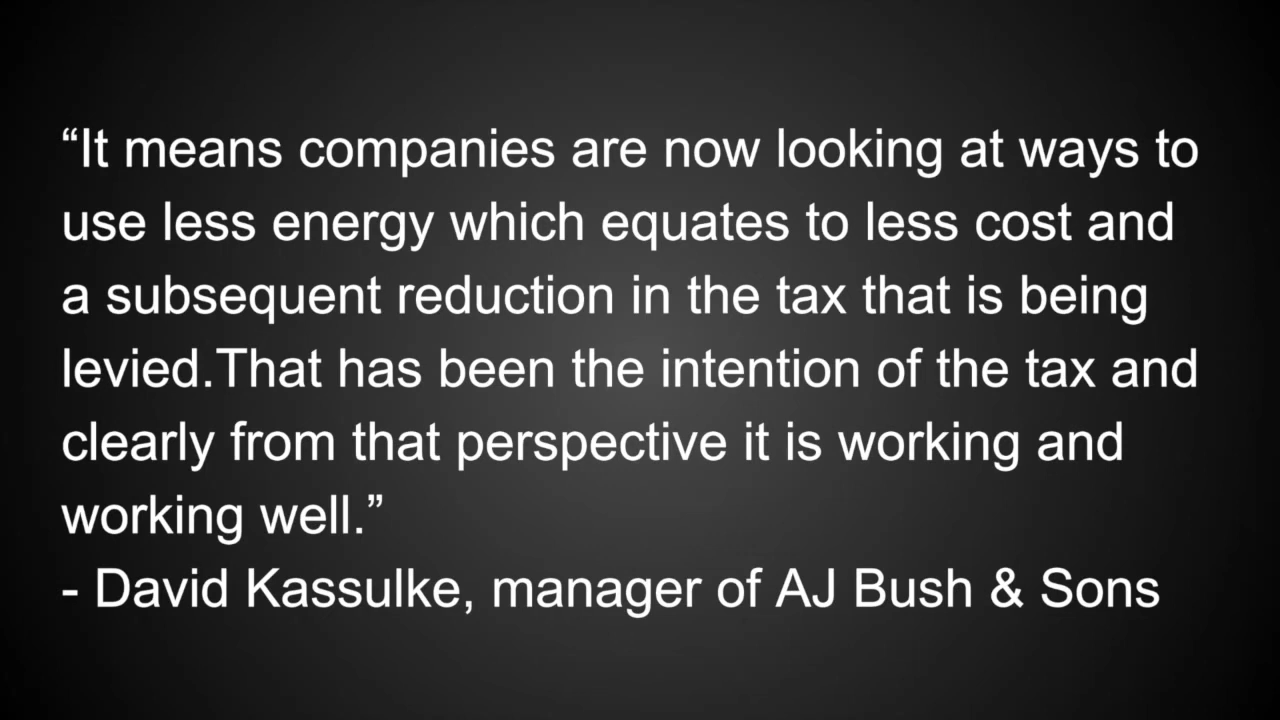 “It means companies are now looking at ways to
use less energy which equates to less cost and
a subsequent reduction in the tax that is being
levied.That has been the intention of the tax and
clearly from that perspective it is working and
working well.”
- David Kassulke, manager of AJ Bush & Sons